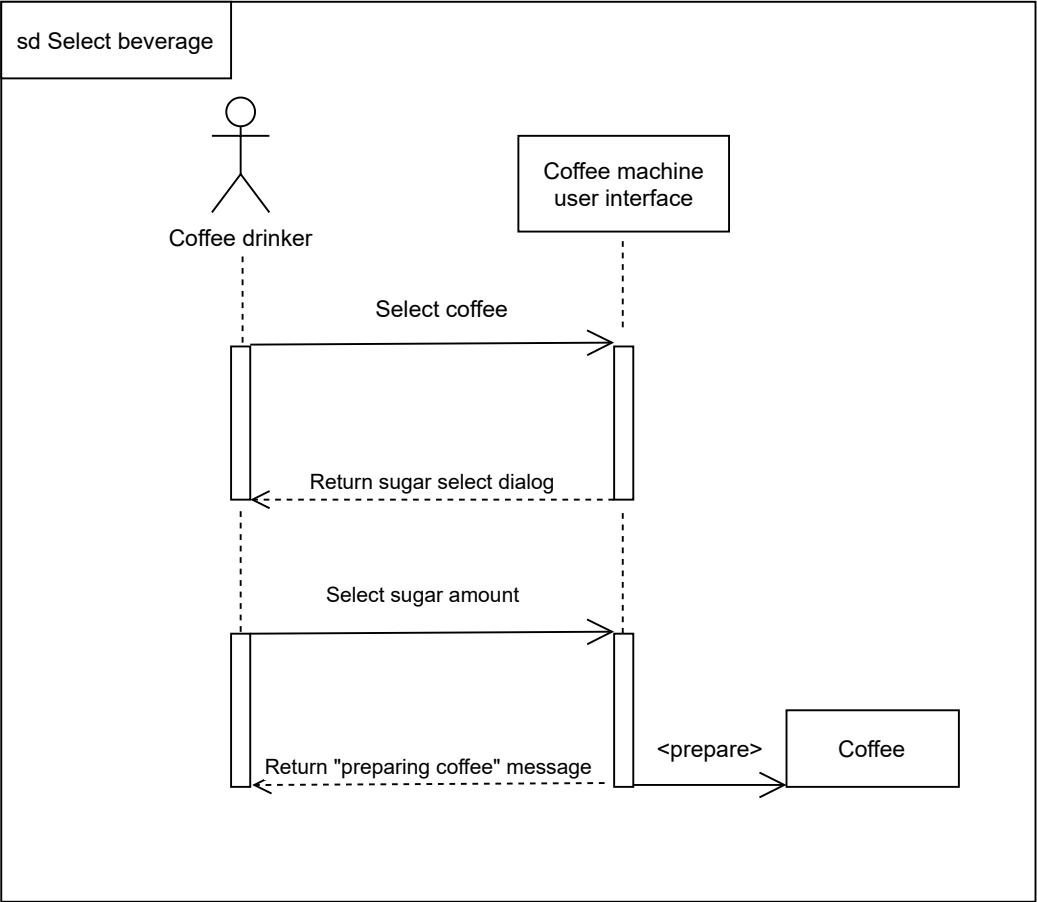 sd Select beverage
Coffee machine
user interface
Coffee drinker
Select coffee
Return sugar select dialog
Select sugar amount
<prepare>
Coffee
Return "preparing coffee" message